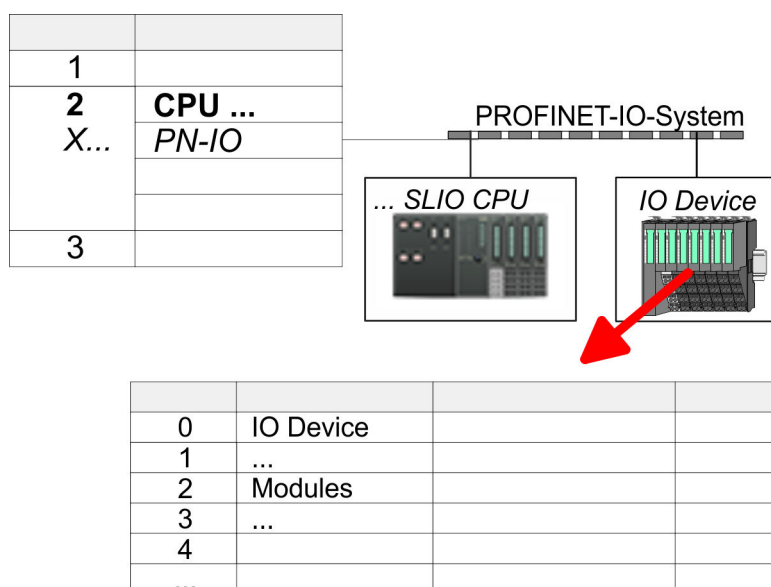 1
2 CPU ...
X... PN-IO
3
PROFINET-IO-System
... SLIO CPU
IO Device
0 IO Device
1 ...
2 Modules
3 ...
4
...